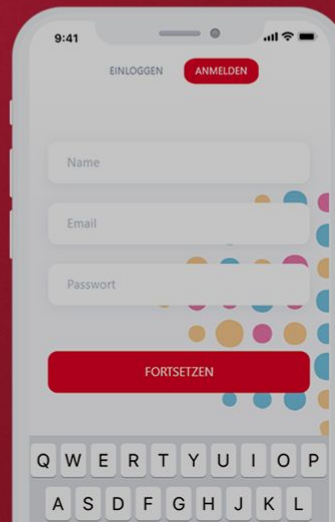 9:41
EINLOGGEN ANMELDEN
Name
Email
Passwort
FORTSETZEN
Q W E R T Y U I O P
A S D F G H J K L